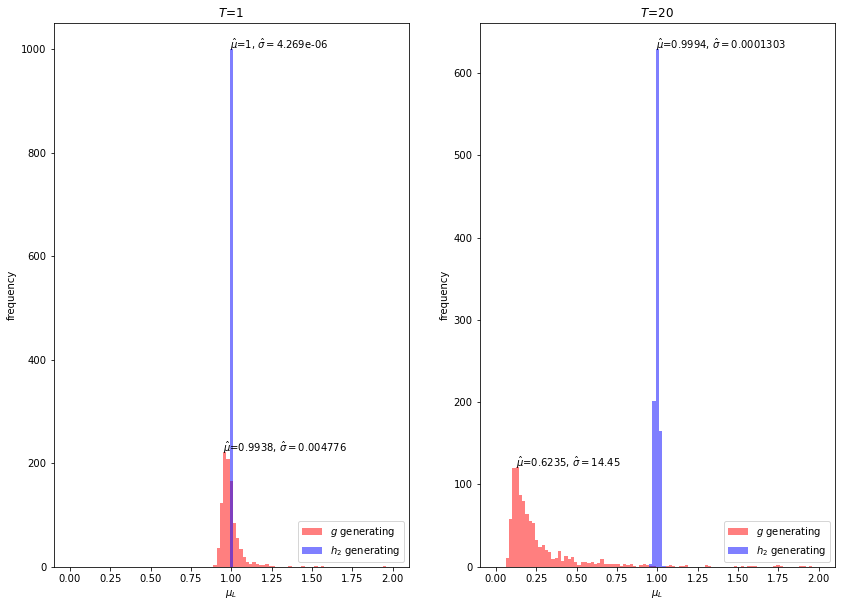 T=1
μ̂=1, σ̂ = 4.269e-06
1000
800
600
400
200
0
frequency
μ̂=0.9938, σ̂ = 0.004776
g generating
h₂ generating
0.00 0.25 0.50 0.75 1.00 1.25 1.50 1.75 2.00
μ_L
T=20
μ̂=0.9994, σ̂ = 0.0001303
600
500
400
300
200
100
0
frequency
μ̂=0.6235, σ̂ = 14.45
g generating
h₂ generating
0.00 0.25 0.50 0.75 1.00 1.25 1.50 1.75 2.00
μ_L